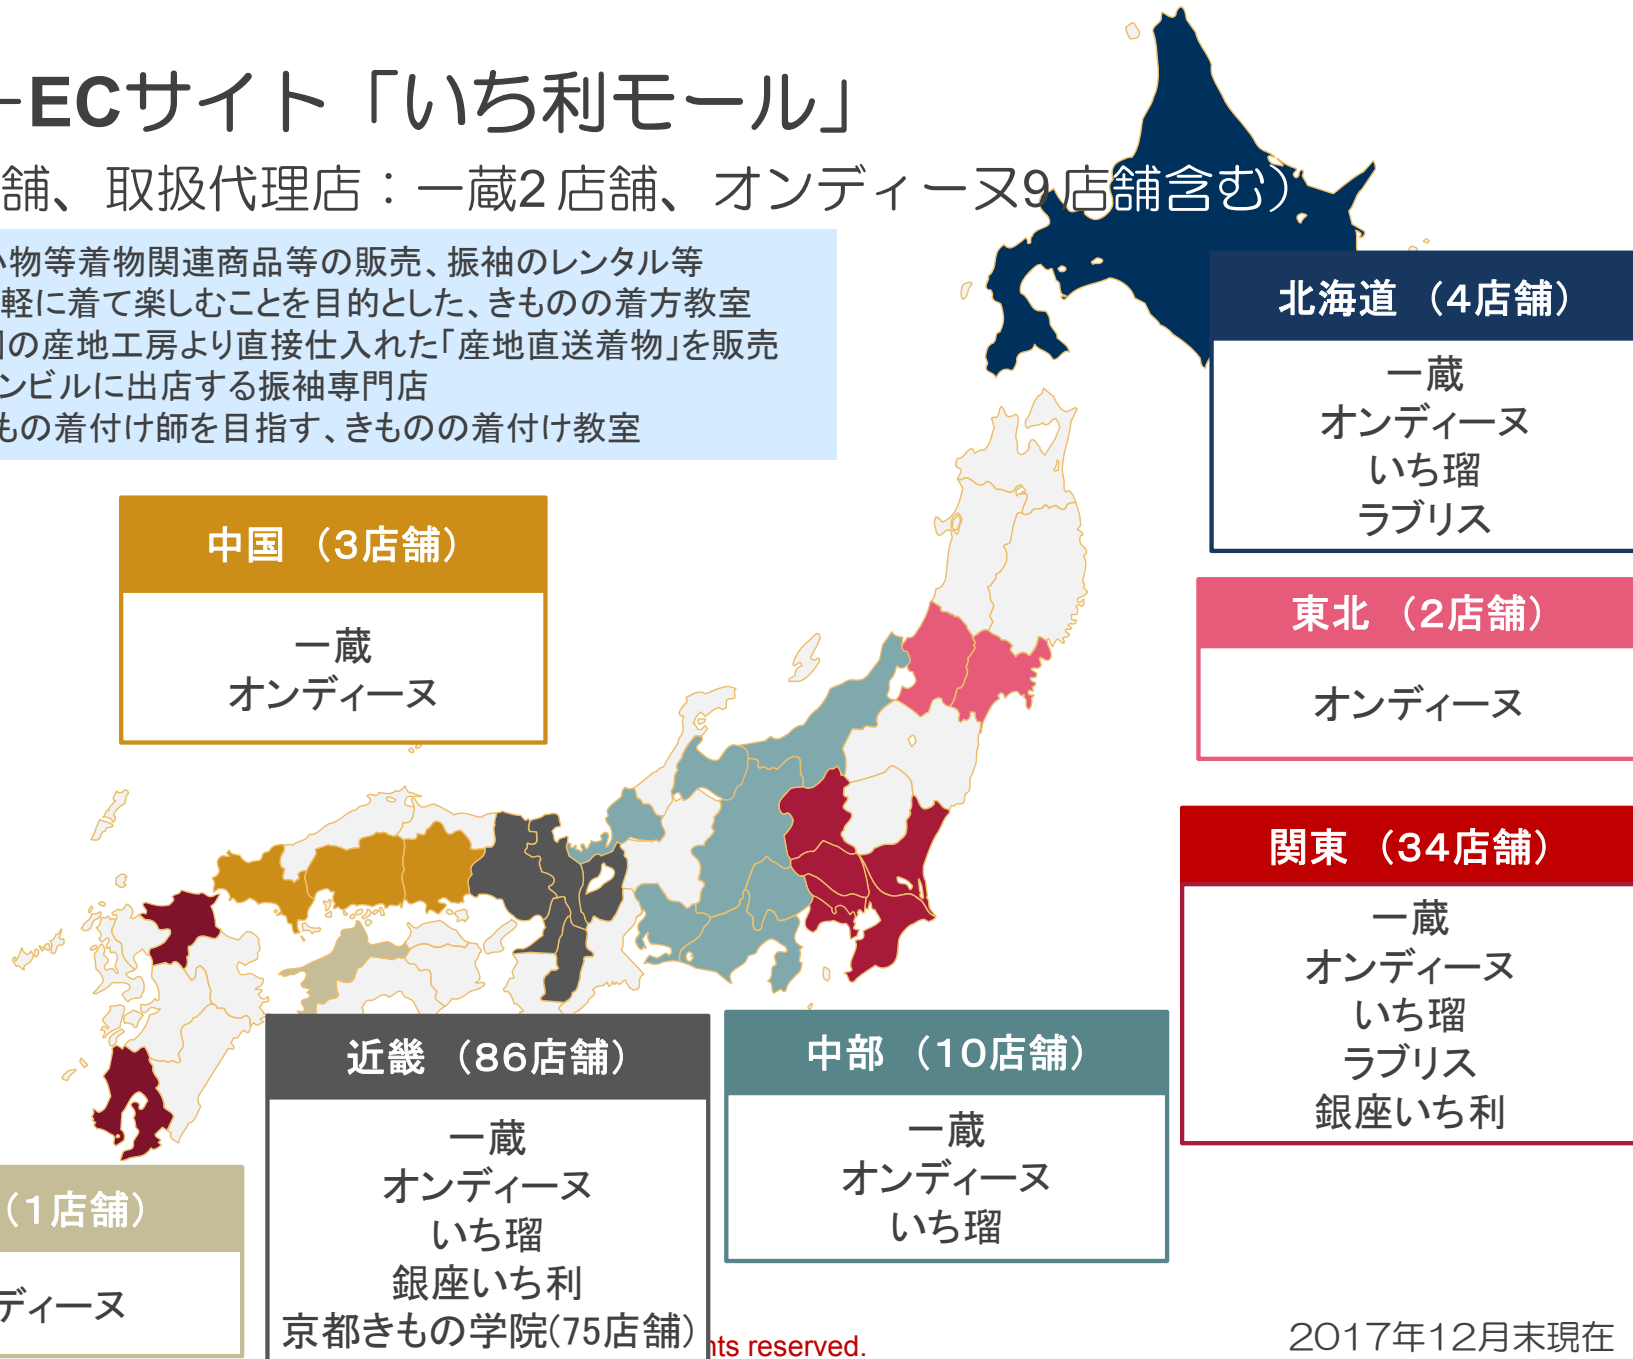 ーECサイト「いち利モール」
舗、取扱代理店：一蔵2店舗、オンディーヌ9店舗含む）
物等着物関連商品等の販売、振袖のレンタル等
軽に着て楽しむことを目的とした、きものの着方教室
の産地工房より直接仕入れた「産地直送着物」を販売
ンビルに出店する振袖専門店
もの着付け師を目指す、きものの着付け教室
北海道 （4店舗）
一蔵
オンディーヌ
いち瑠
ラブリス
中国 （3店舗）
一蔵
オンディーヌ
東北 （2店舗）
オンディーヌ
関東 （34店舗）
一蔵
オンディーヌ
いち瑠
ラブリス
銀座いち利
近畿 （86店舗）
一蔵
オンディーヌ
いち瑠
銀座いち利
京都きもの学院(75店舗)
中部 （10店舗）
一蔵
オンディーヌ
いち瑠
（1店舗）
ディーヌ
hts reserved.
2017年12月末現在